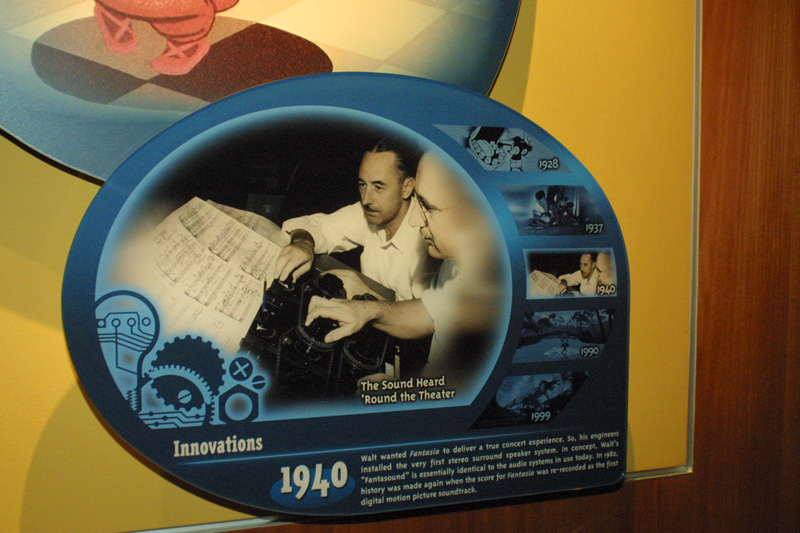 1928
1937
1940
1990
1999
The Sound Heard
'Round the Theater
Innovations
1940
Walt wanted Fantasia to deliver a true concert experience. So, his engineers
installed the very first stereo surround speaker system. In concept, Walt's
"Fantasound" is essentially identical to the audio systems in use today. In 1982,
history was made again when the score for Fantasia was re-recorded as the first
digital motion picture soundtrack.